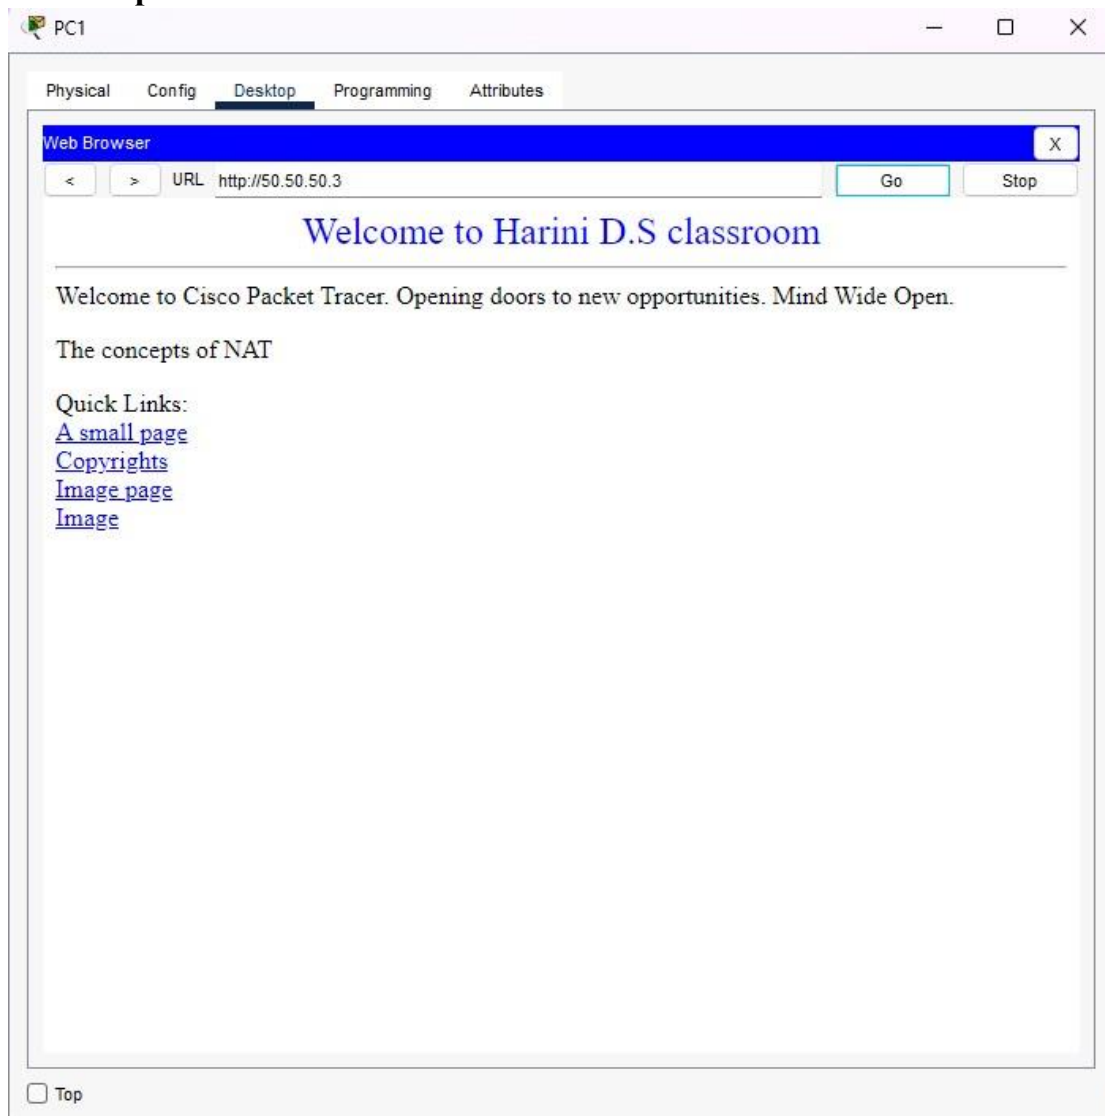 PC1
Physical Config Desktop Programming Attributes
Web Browser X
< > URL http://50.50.50.3 Go Stop
Welcome to Harini D.S classroom
Welcome to Cisco Packet Tracer. Opening doors to new opportunities. Mind Wide Open.
The concepts of NAT
Quick Links:
A small page
Copyrights
Image page
Image
Top